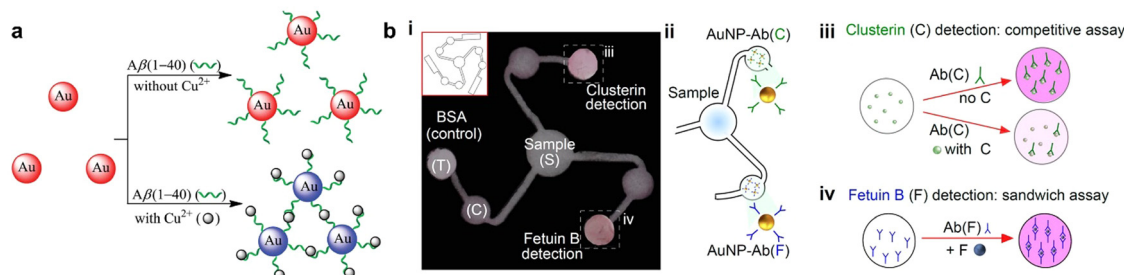 a
Au
Au
Au
Aβ(1−40) ( )
without Cu2+
Au
Au
Au
Aβ(1−40) ( )
with Cu2+ ( )
Au
Au
Au
b
i
iii
Clusterin
detection
BSA
(control)
Sample
(S)
(T)
(C)
iv
Fetuin B
detection
ii
AuNP-Ab(C)
Sample
AuNP-Ab(F)
iii
Clusterin (C) detection: competitive assay
Ab(C)
no C
Ab(C)
with C
iv
Fetuin B (F) detection: sandwich assay
Ab(F)
+ F